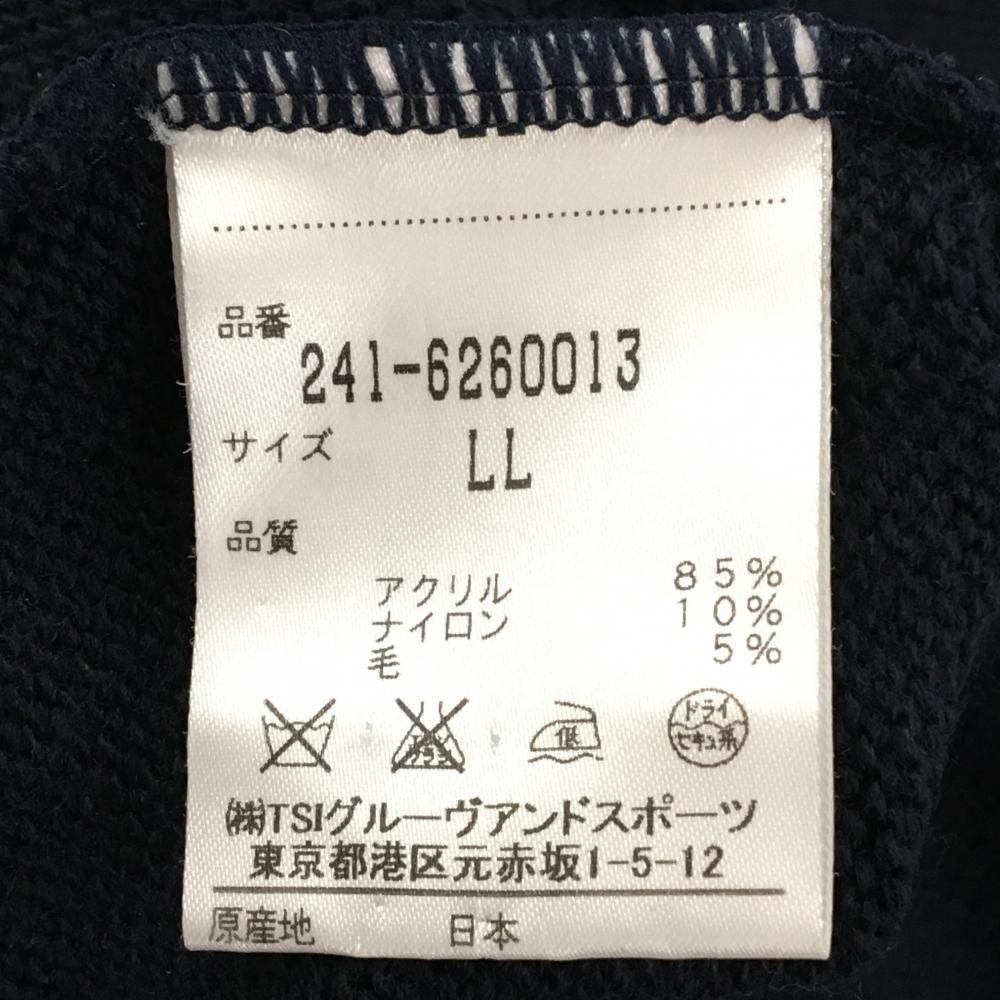 品番
241-6260013
サイズ LL
品質
アクリル 85%
ナイロン 10%
毛 5%
低 ドライ セキュ系
㈱TSIグルーヴアンドスポーツ
東京都港区元赤坂1-5-12
原産地 日本